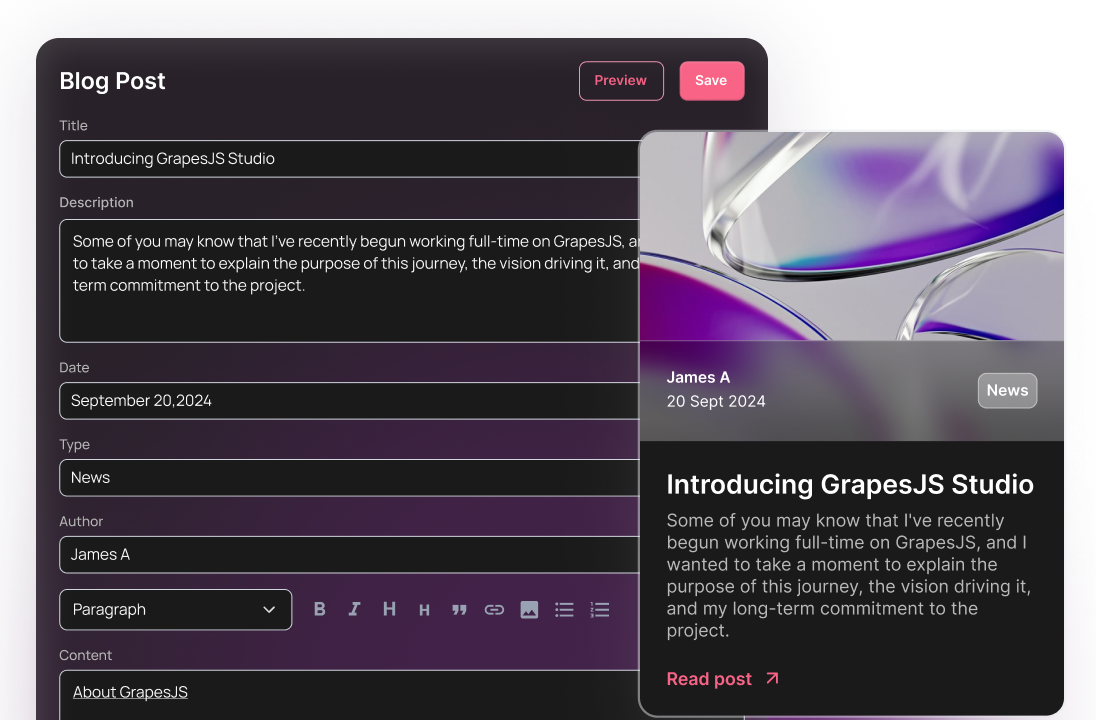 Blog Post
Preview
Save
Title
Introducing GrapesJS Studio
Description
Some of you may know that I've recently begun working full-time on GrapesJS,
to take a moment to explain the purpose of this journey, the vision driving it, and
term commitment to the project.
Date
September 20,2024
Type
News
Author
James A
Paragraph
B I H H
Content
About GrapesJS
James A
20 Sept 2024
News
Introducing GrapesJS Studio
Some of you may know that I've recently
begun working full-time on GrapesJS, and I
wanted to take a moment to explain the
purpose of this journey, the vision driving it,
and my long-term commitment to the
project.
Read post